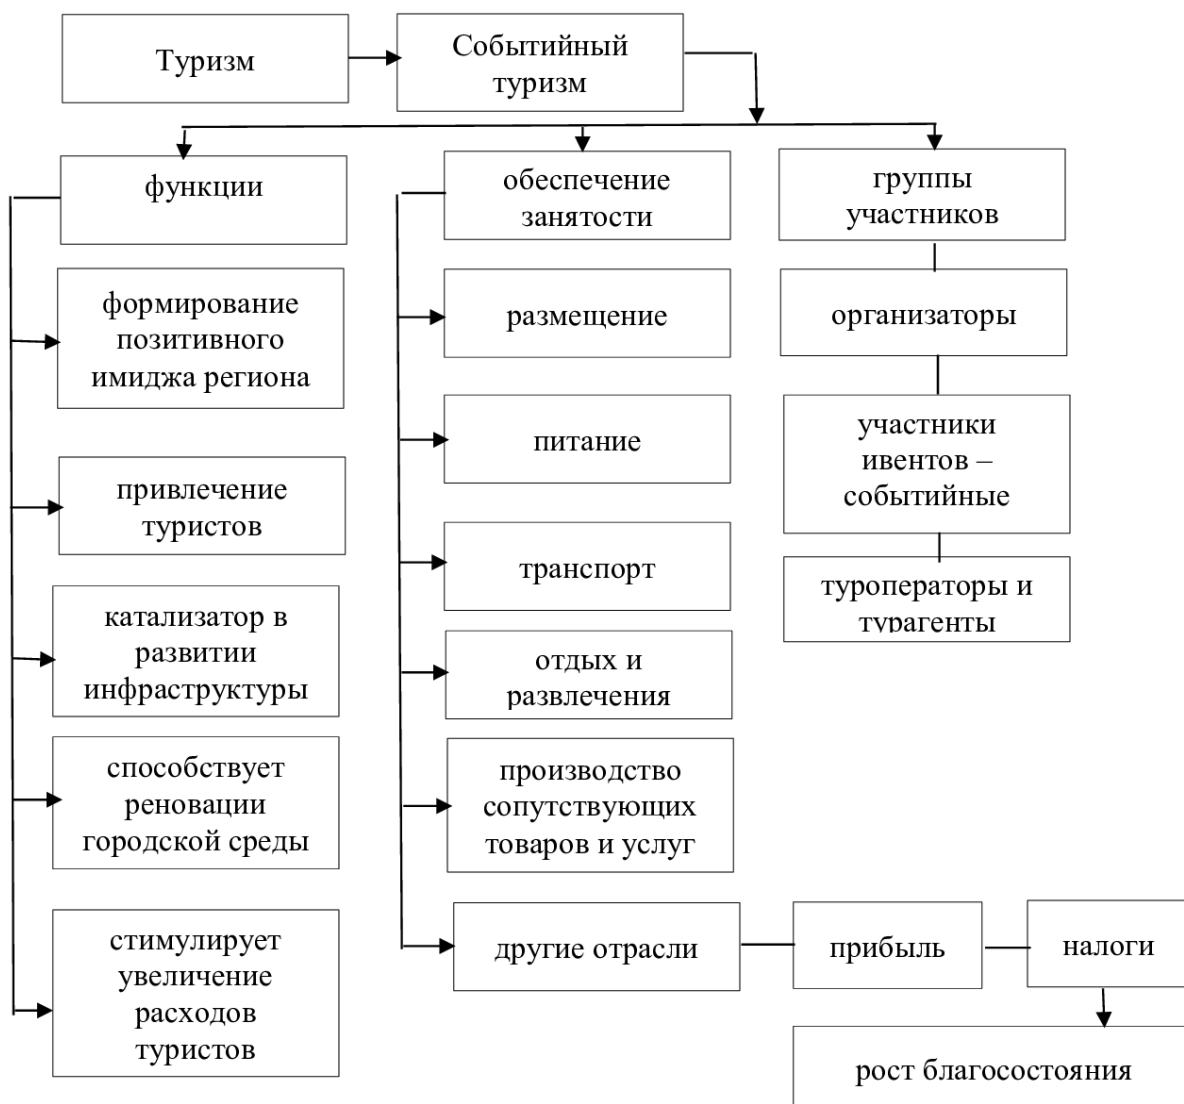 Туризм
Событийный
туризм
функции
обеспечение
занятости
группы
участников
формирование
позитивного
имиджа региона
размещение
организаторы
привлечение
туристов
питание
участники
ивентов –
событийные
катализатор в
развитии
инфраструктуры
транспорт
туроператоры и
турагенты
способствует
реновации
городской среды
отдых и
развлечения
производство
сопутствующих
товаров и услуг
стимулирует
увеличение
расходов
туристов
другие отрасли
прибыль
налоги
рост благосостояния